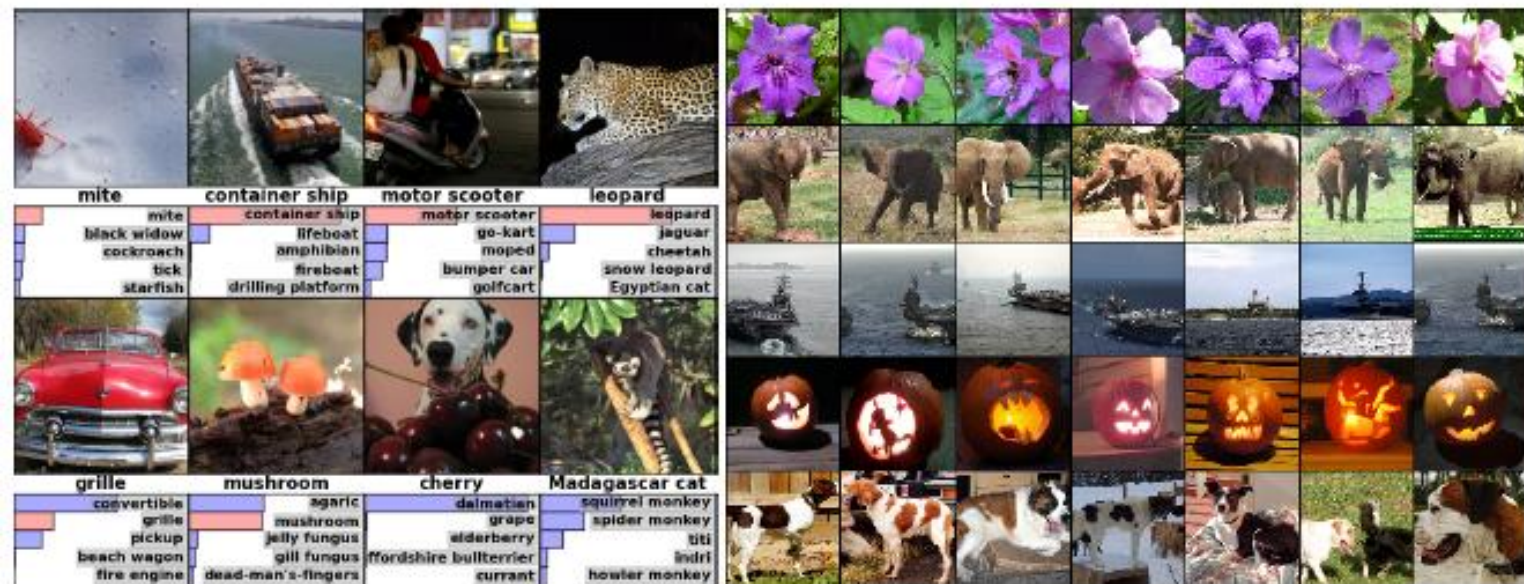 mite container ship motor scooter leopard
mite container ship motor scooter leopard
black widow lifeboat go-kart jaguar
cockroach amphibian moped cheetah
tick fireboat bumper car snow leopard
starfish drilling platform golfcart Egyptian cat
grille mushroom cherry Madagascar cat
convertible agaric dalmatian squirrel monkey
grille mushroom grape spider monkey
pickup jelly fungus elderberry titi
beach wagon gill fungus ffordshire bullterrier indri
fire engine dead-man's-fingers currant howler monkey